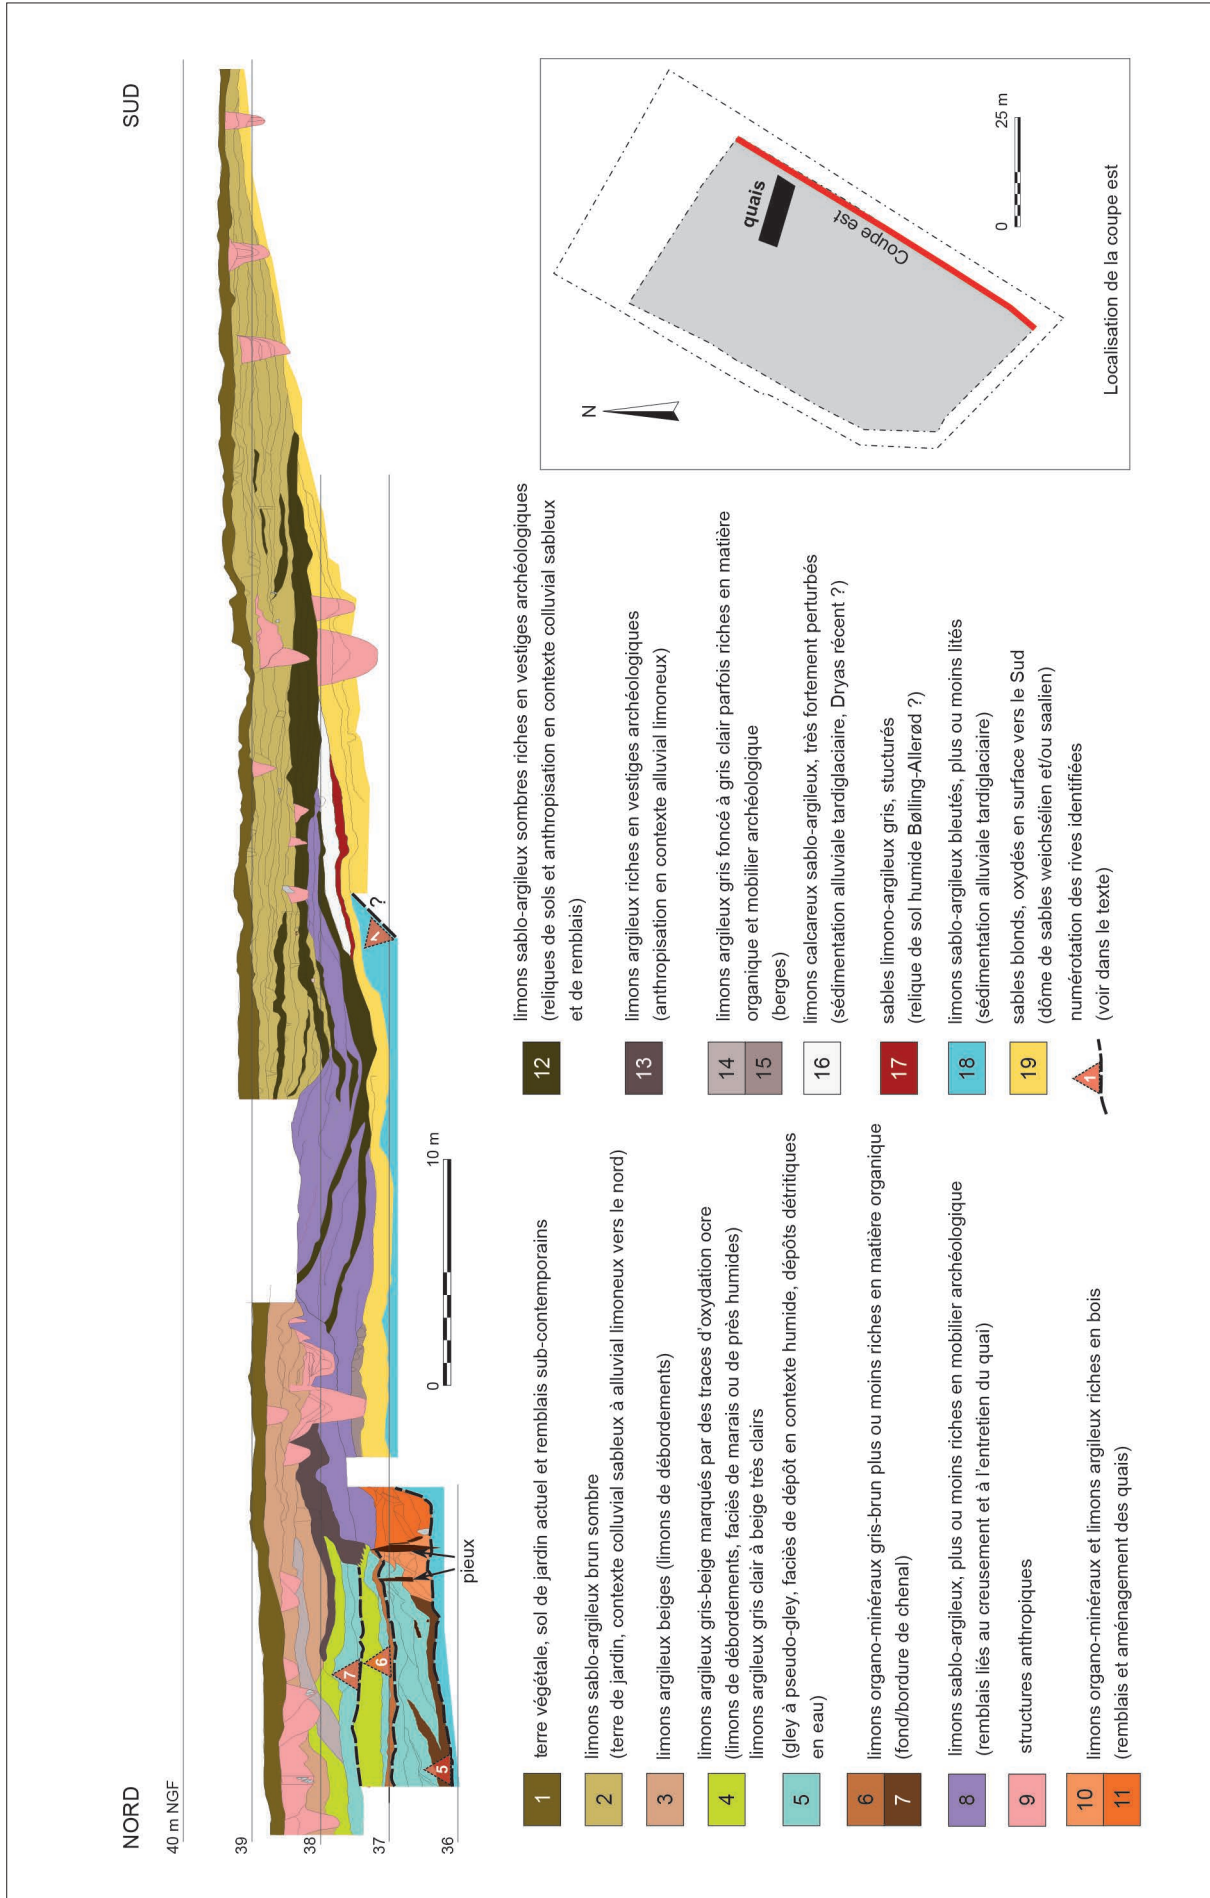 NORD
SUD
40 m NGF
39
38
37
36
7
6
5
1
?
pieux
0
10 m
1
terre végétale, sol de jardin actuel et remblais sub-contemporains
2
limons sablo-argileux brun sombre
(terre de jardin, contexte colluvial sableux à alluvial limoneux vers le nord)
3
limons argileux beiges (limons de débordements)
4
limons argileux gris-beige marqués par des traces d'oxydation ocre
(limons de débordements, faciès de marais ou de près humides)
5
limons argileux gris clair à beige très clairs
(gley à pseudo-gley, faciès de dépôt en contexte humide, dépôts détritiques
en eau)
6
7
limons organo-minéraux gris-brun plus ou moins riches en matière organique
(fond/bordure de chenal)
8
limons sablo-argileux, plus ou moins riches en mobilier archéologique
(remblais liés au creusement et à l'entretien du quai)
9
structures anthropiques
10
11
limons organo-minéraux et limons argileux riches en bois
(remblais et aménagement des quais)
12
limons sablo-argileux sombres riches en vestiges archéologiques
(reliques de sols et anthropisation en contexte colluvial sableux
et de remblais)
13
limons argileux riches en vestiges archéologiques
(anthropisation en contexte alluvial limoneux)
14
15
limons argileux gris foncé à gris clair parfois riches en matière
organique et mobilier archéologique
(berges)
16
limons calcareux sablo-argileux, très fortement perturbés
(sédimentation alluviale tardiglaciaire, Dryas récent ?)
17
sables limono-argileux gris, stucturés
(relique de sol humide Bølling-Allerød ?)
18
limons sablo-argileux bleutés, plus ou moins lités
(sédimentation alluviale tardiglaciaire)
19
sables blonds, oxydés en surface vers le Sud
(dôme de sables weichsélien et/ou saalien)
1
numérotation des rives identifiées
(voir dans le texte)
N
quais
Coupe est
0
25 m
Localisation de la coupe est